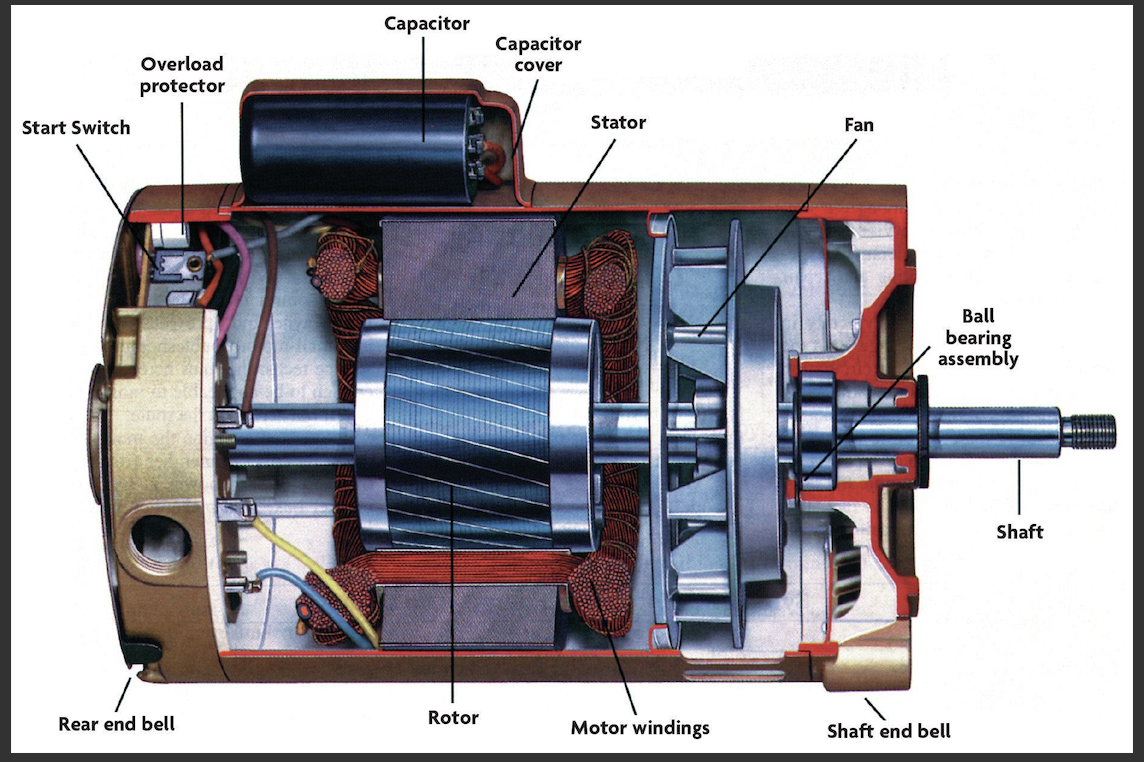 Capacitor
Capacitor
cover
Overload
protector
Start Switch
Stator
Fan
Ball
bearing
assembly
Shaft
Rear end bell
Rotor
Motor windings
Shaft end bell